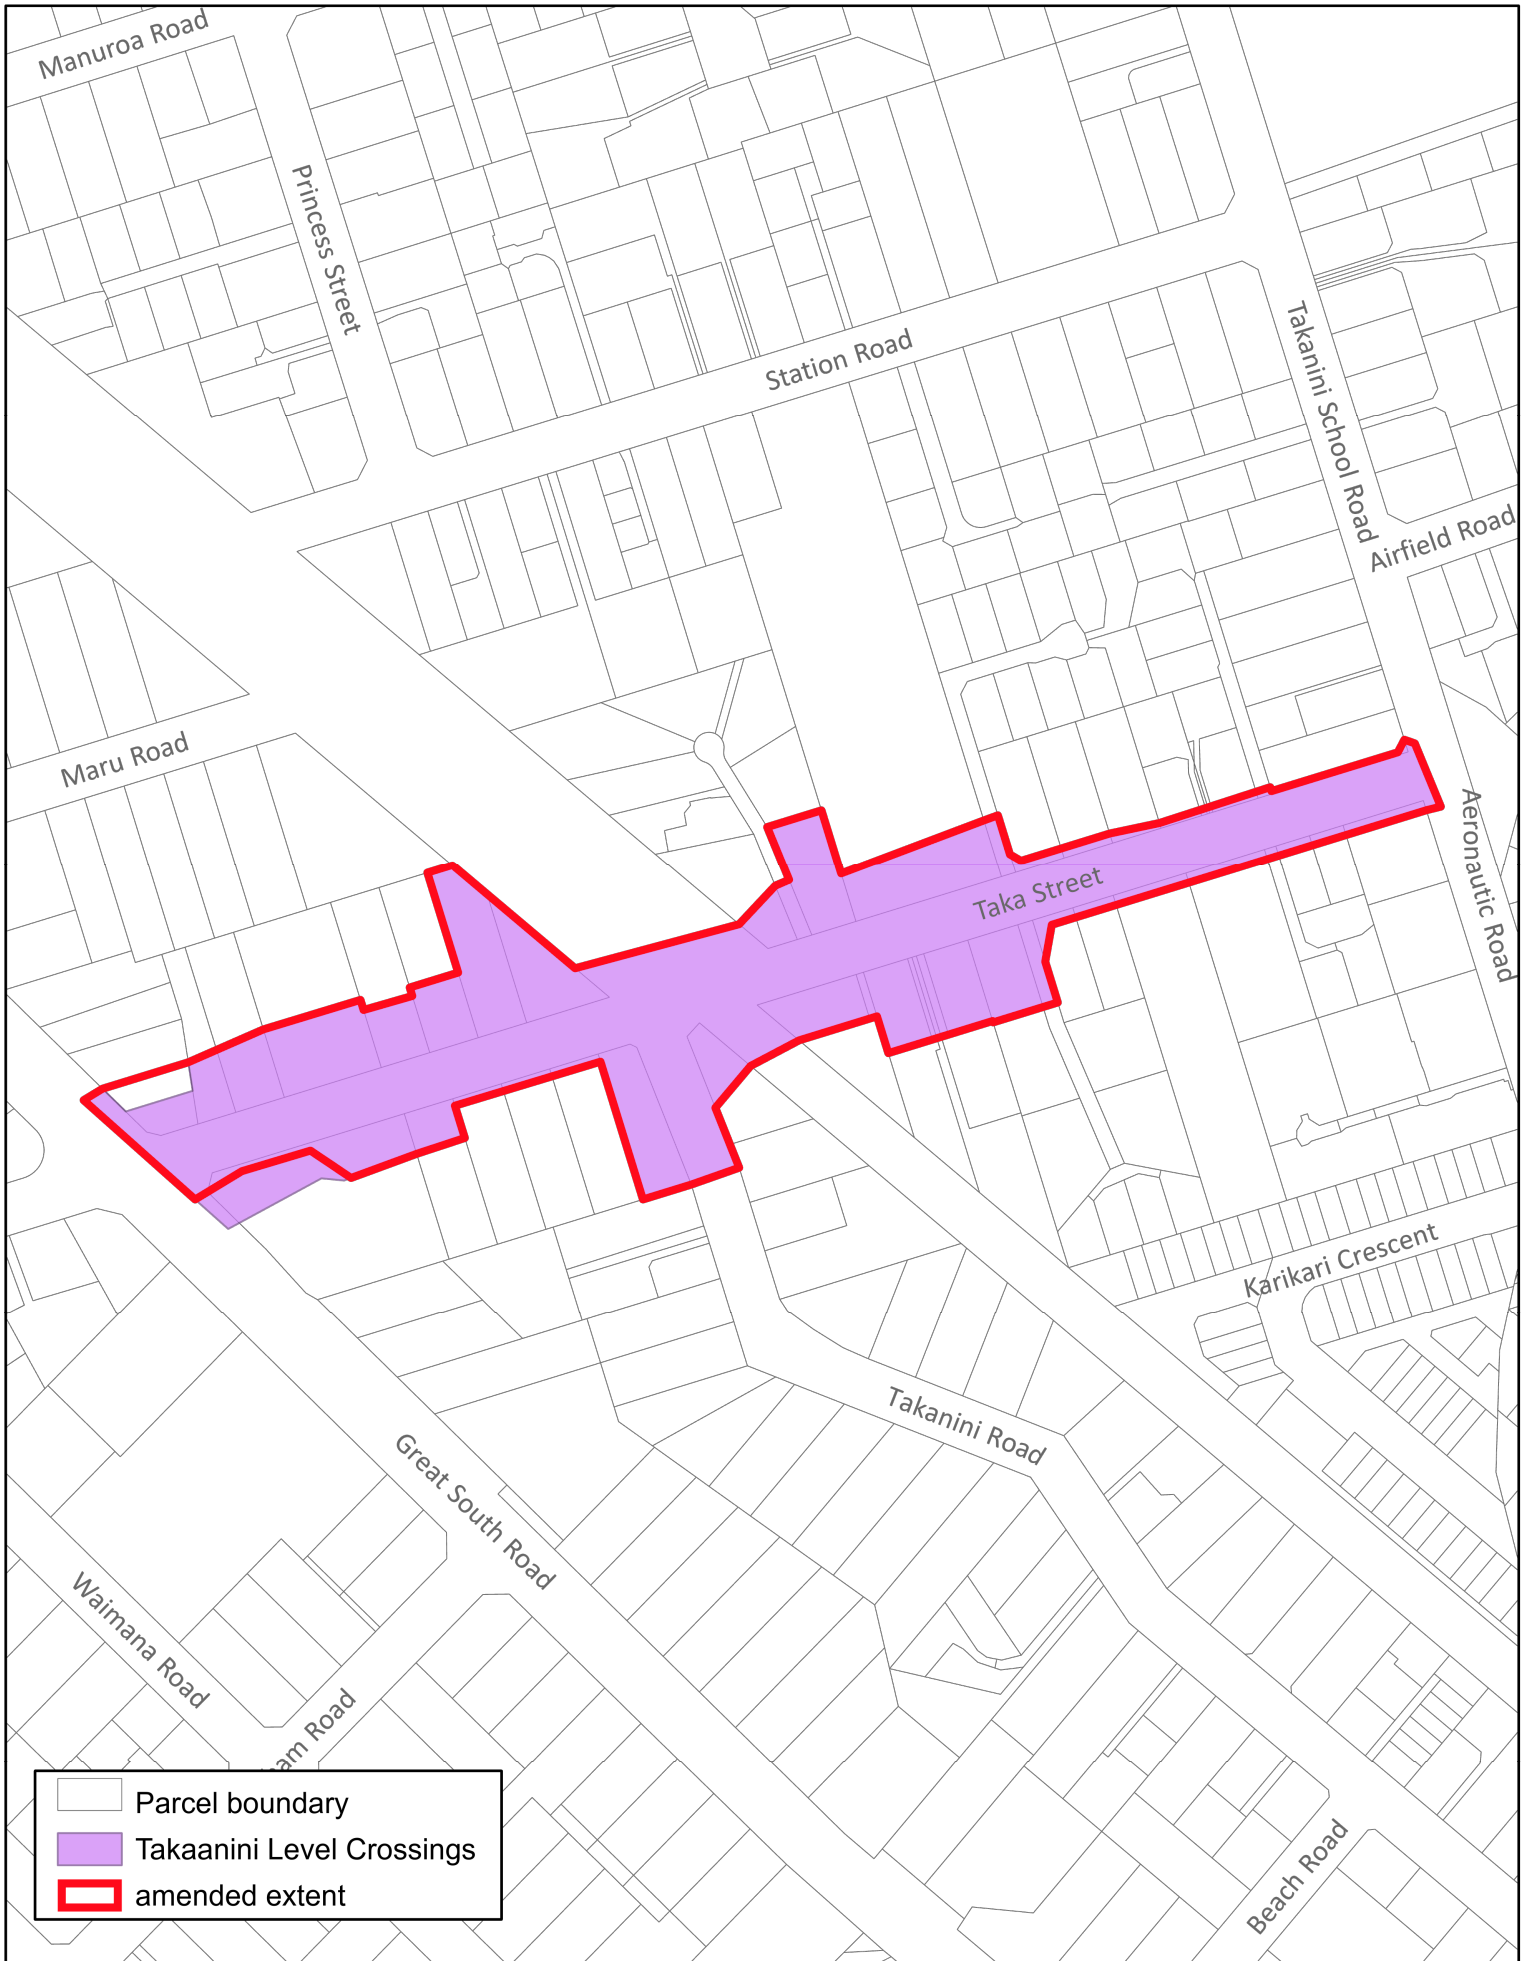 Manuroa Road
Princess Street
Station Road
Takanini School Road
Airfield Road
Maru Road
Aeronautic Road
Taka Street
Karikari Crescent
Takanini Road
Great South Road
Waimana Road
Road
Beach Road
Parcel boundary
Takaanini Level Crossings
amended extent